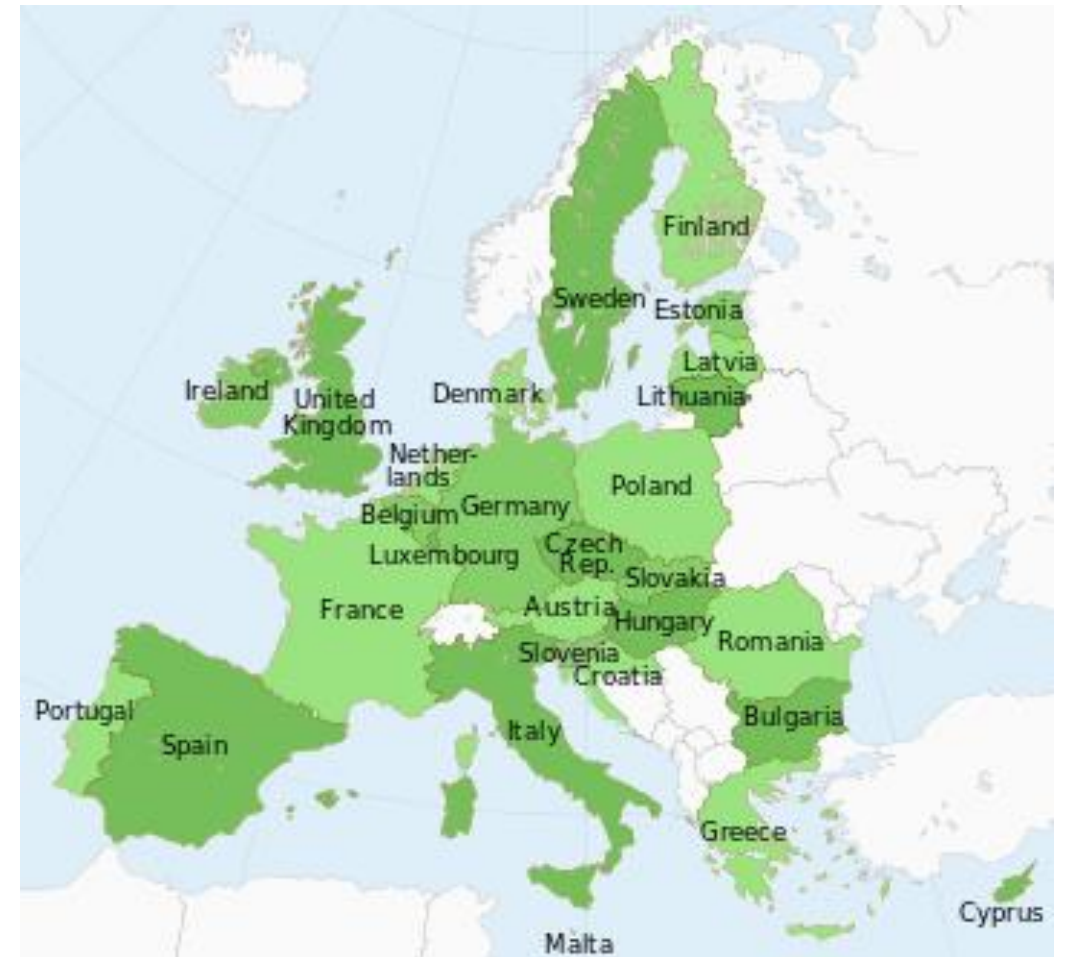 Finland
Sweden
Estonia
Latvia
Lithuania
Denmark
Ireland
United
Kingdom
Nether-
lands
Poland
Belgium
Germany
Luxembourg
Czech
Rep.
Slovakia
France
Austria
Hungary
Romania
Slovenia
Croatia
Portugal
Spain
Italy
Bulgaria
Greece
Cyprus
Malta